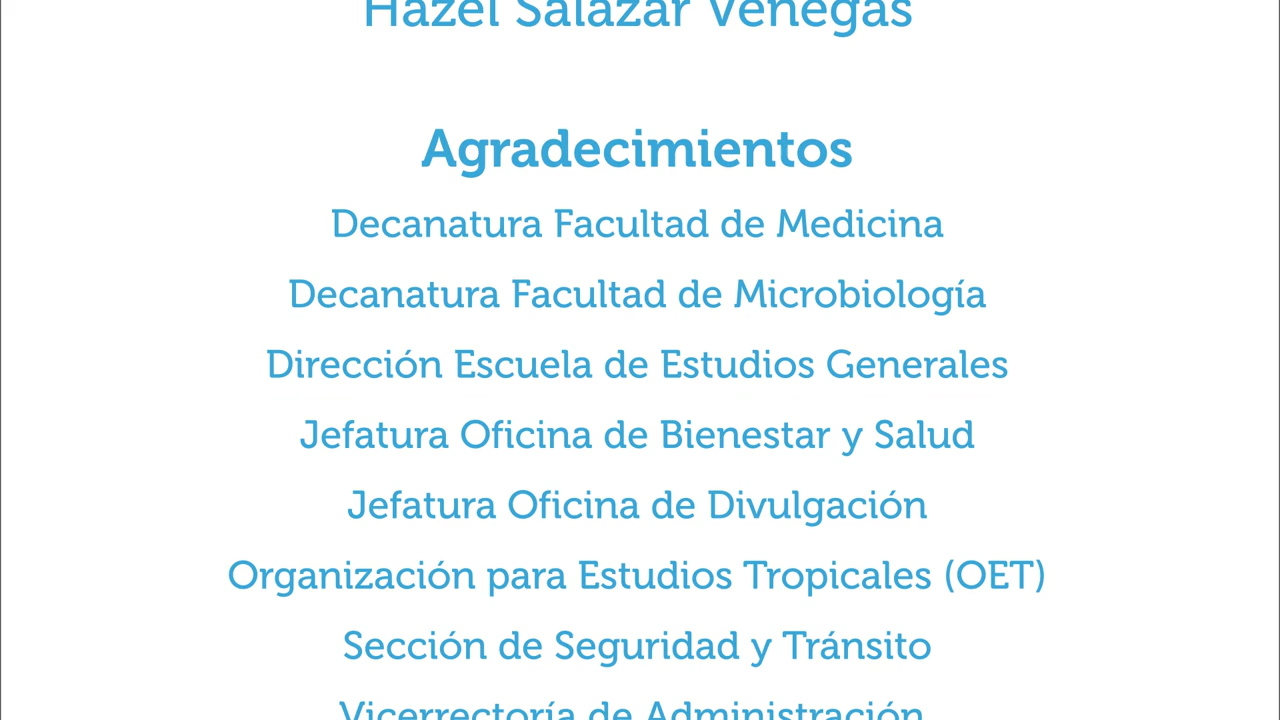 Hazel Salazar Venegas
Agradecimientos
Decanatura Facultad de Medicina
Decanatura Facultad de Microbiología
Dirección Escuela de Estudios Generales
Jefatura Oficina de Bienestar y Salud
Jefatura Oficina de Divulgación
Organización para Estudios Tropicales (OET)
Sección de Seguridad y Tránsito
Vicerrectoría de Administración